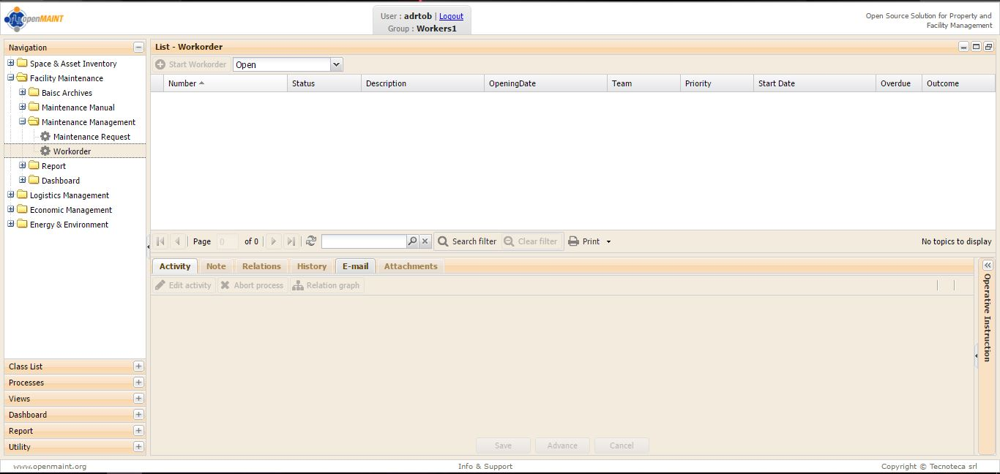 openMAINT
User : adrtob | Logout
Group : Workers1
Open Source Solution for Property and
Facility Management
Navigation
Space & Asset Inventory
Facility Maintenance
Baisc Archives
Maintenance Manual
Maintenance Management
Maintenance Request
Workorder
Report
Dashboard
Logistics Management
Economic Management
Energy & Environment
Class List
Processes
Views
Dashboard
Report
Utility
List - Workorder
Start Workorder Open
Number Status Description OpeningDate Team Priority Start Date Overdue Outcome
Page 0 of 0 Search filter Clear filter Print No topics to display
Activity Note Relations History E-mail Attachments
Edit activity Abort process Relation graph
Operative Instruction
Save Advance Cancel
www.openmaint.org Info & Support Copyright © Tecnoteca srl